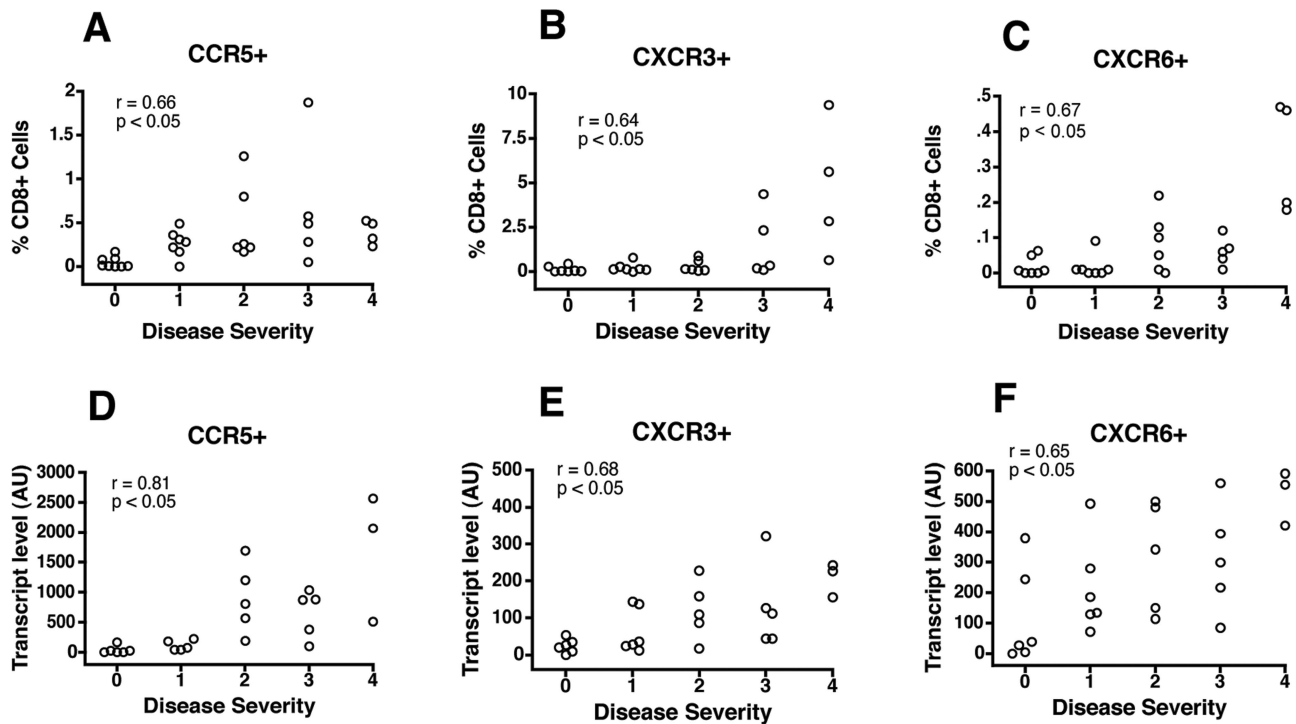 A
CCR5+
r = 0.66
p < 0.05
2
1.5
1
.5
0
% CD8+ Cells
0 1 2 3 4
Disease Severity
B
CXCR3+
r = 0.64
p < 0.05
10
7.5
5
2.5
0
% CD8+ Cells
0 1 2 3 4
Disease Severity
C
CXCR6+
r = 0.67
p < 0.05
.5
.4
.3
.2
.1
0
% CD8+ Cells
0 1 2 3 4
Disease Severity
D
CCR5+
r = 0.81
p < 0.05
3000
2500
2000
1500
1000
500
0
Transcript level (AU)
0 1 2 3 4
Disease Severity
E
CXCR3+
r = 0.68
p < 0.05
500
400
300
200
100
0
Transcript level (AU)
0 1 2 3 4
Disease Severity
F
CXCR6+
r = 0.65
p < 0.05
600
500
400
300
200
100
0
Transcript level (AU)
0 1 2 3 4
Disease Severity